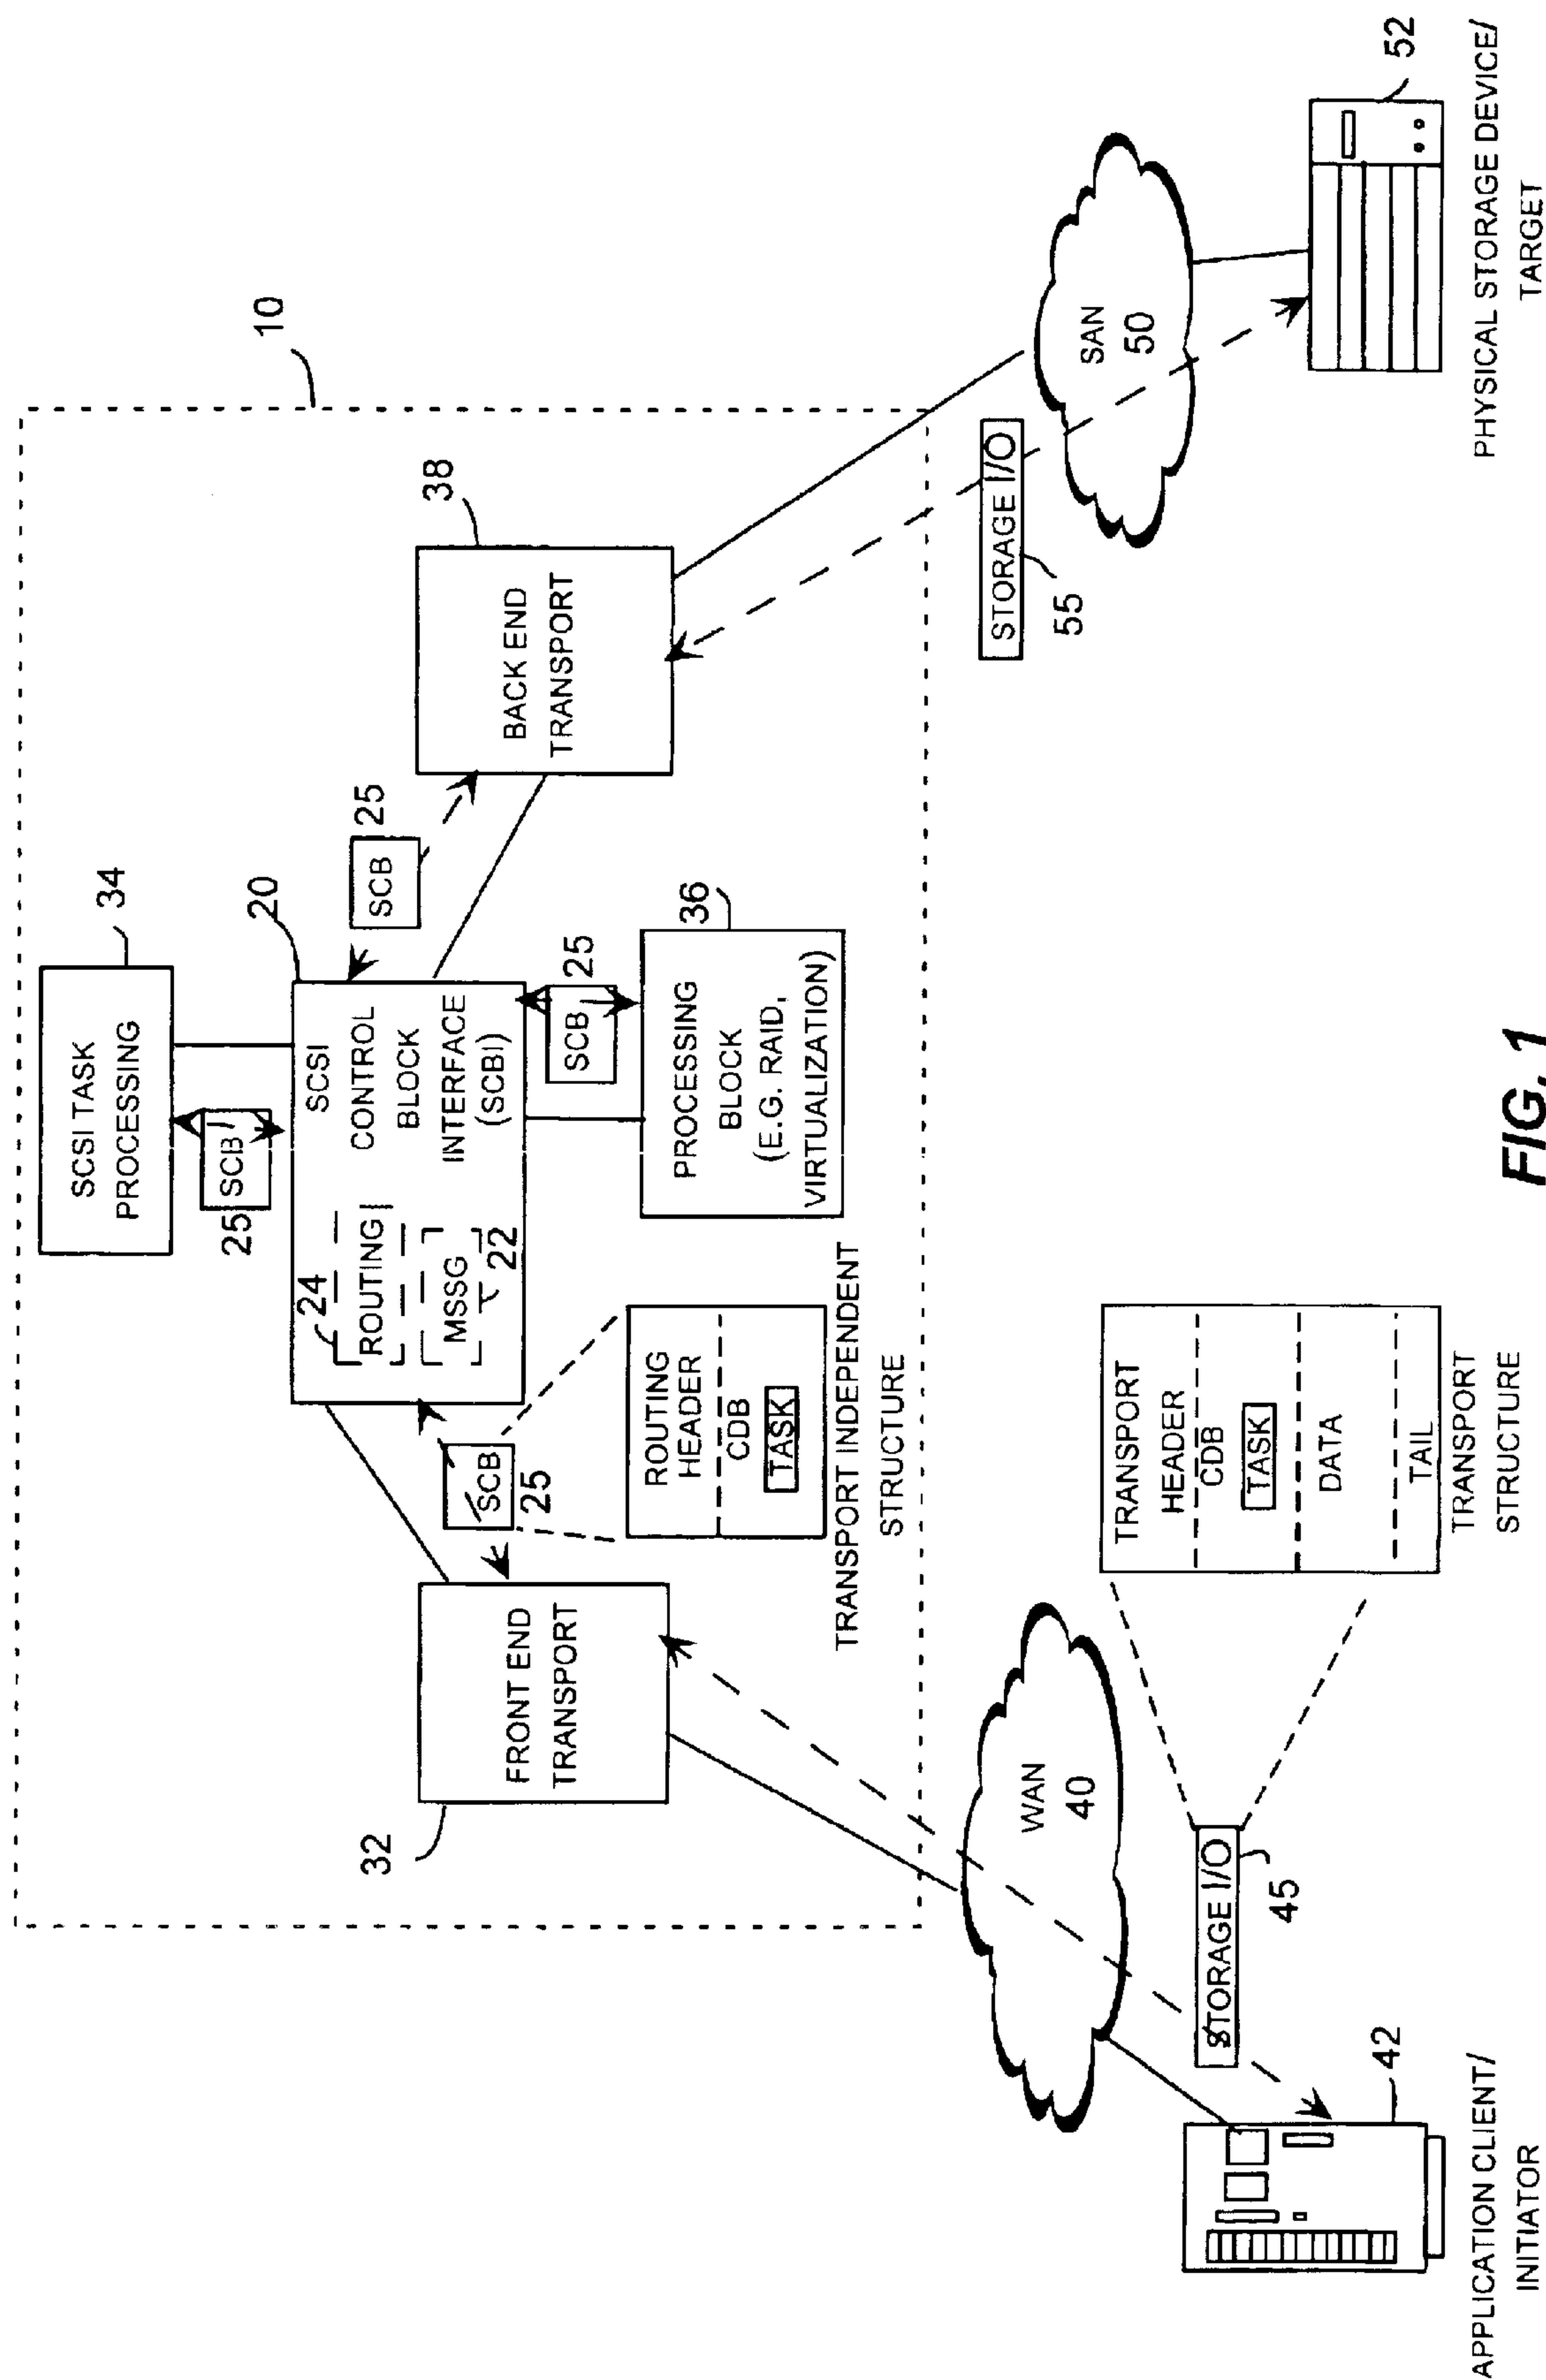 10
34
SCSI TASK
PROCESSING
25
SCB
20
SCSI
CONTROL
BLOCK
INTERFACE
(SCBI)
24
ROUTING
MSSG
22
SCB
25
38
BACK END
TRANSPORT
SCB
25
36
PROCESSING
BLOCK
(E.G. RAID,
VIRTUALIZATION)
32
FRONT END
TRANSPORT
SCB
25
ROUTING
HEADER
CDB
TASK
TRANSPORT INDEPENDENT
STRUCTURE
WAN
40
SAN
50
STORAGE I/O
55
STORAGE I/O
45
TRANSPORT
HEADER
CDB
TASK
DATA
TAIL
TRANSPORT
STRUCTURE
42
APPLICATION CLIENT/
INITIATOR
52
PHYSICAL STORAGE DEVICE/
TARGET
FIG. 1